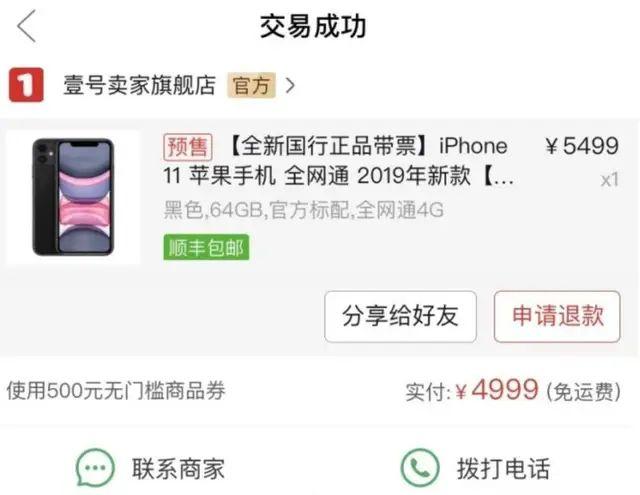 交易成功
1 壹号卖家旗舰店 官方
预售 【全新国行正品带票】iPhone ¥5499
11 苹果手机 全网通 2019年新款【... x1
黑色,64GB,官方标配,全网通4G
顺丰包邮
分享给好友 申请退款
使用500元无门槛商品券 实付:¥4999 (免运费)
联系商家 拨打电话